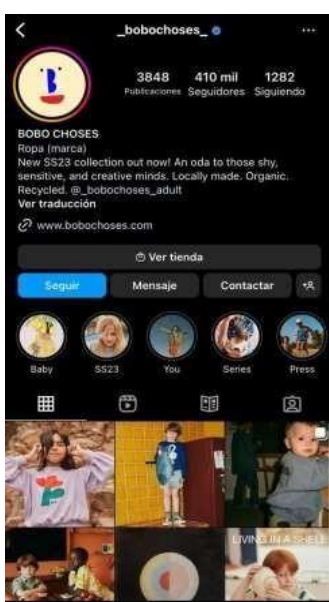 _bobochoses_
3848 410 mil 1282
Publicaciones Seguidores Siguiendo
BOBO CHOSES
Ropa (marca)
New SS23 collection out now! An oda to those shy,
sensitive, and creative minds. Locally made. Organic.
Recycled. @_bobochoses_adult
Ver traducción
www.bobochoses.com
Ver tienda
Seguir Mensaje Contactar
Baby SS23 You Series Press
LIVING IN A SHELL